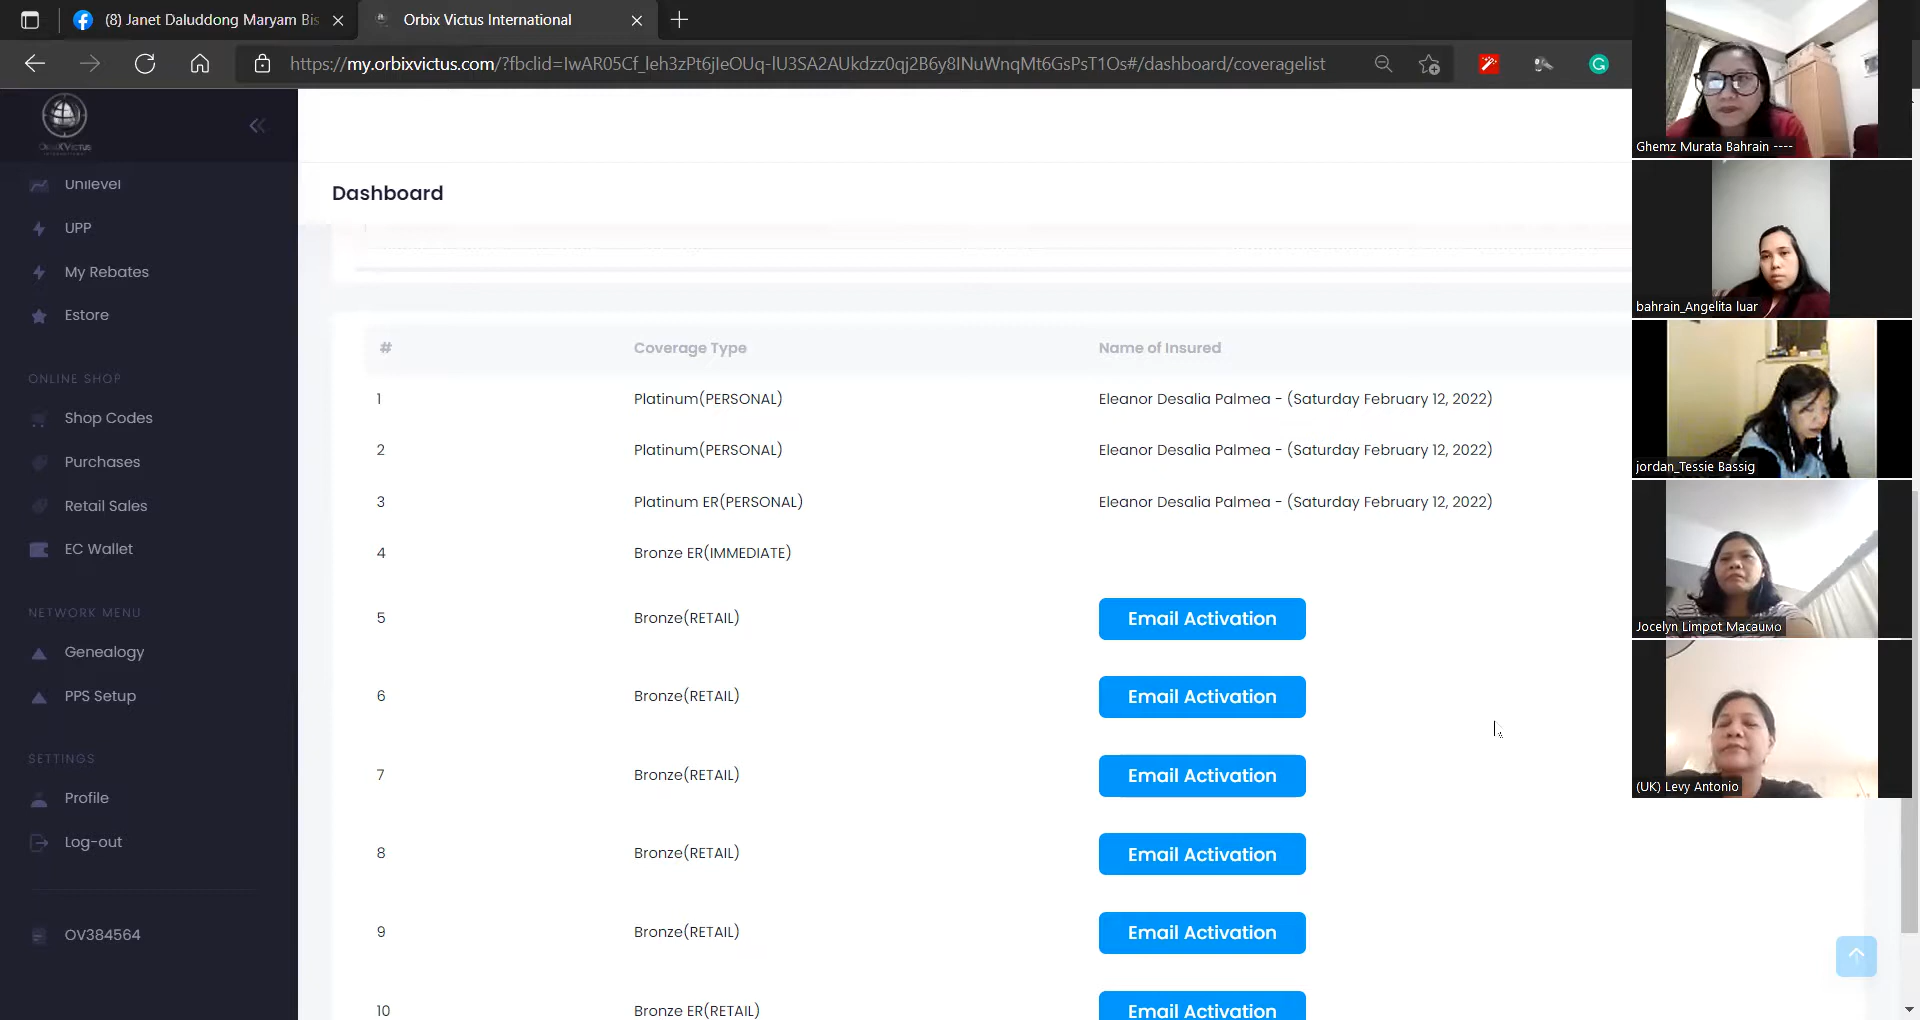 (8) Janet Daluddong Maryam Bis
Orbix Victus International
https://my.orbixvictus.com/?fbclid=IwAR05Cf_leh3zPt6jIeOUq-lU3SA2AUkdzz0qj2B6y8INuWnqMt6GsPsT1Os#/dashboard/coveragelist
Unilevel
UPP
My Rebates
Estore
ONLINE SHOP
Shop Codes
Purchases
Retail Sales
EC Wallet
NETWORK MENU
Genealogy
PPS Setup
SETTINGS
Profile
Log-out
OV384564
Dashboard
# Coverage Type Name of Insured
1 Platinum(PERSONAL) Eleanor Desalia Palmea - (Saturday February 12, 2022)
2 Platinum(PERSONAL) Eleanor Desalia Palmea - (Saturday February 12, 2022)
3 Platinum ER(PERSONAL) Eleanor Desalia Palmea - (Saturday February 12, 2022)
4 Bronze ER(IMMEDIATE)
5 Bronze(RETAIL) Email Activation
6 Bronze(RETAIL) Email Activation
7 Bronze(RETAIL) Email Activation
8 Bronze(RETAIL) Email Activation
9 Bronze(RETAIL) Email Activation
10 Bronze ER(RETAIL) Email Activation
Ghemz Murata Bahrain ----
bahrain_Angelita luar
jordan_Tessie Bassig
Jocelyn Limpot Macauмо
(UK) Levy Antonio